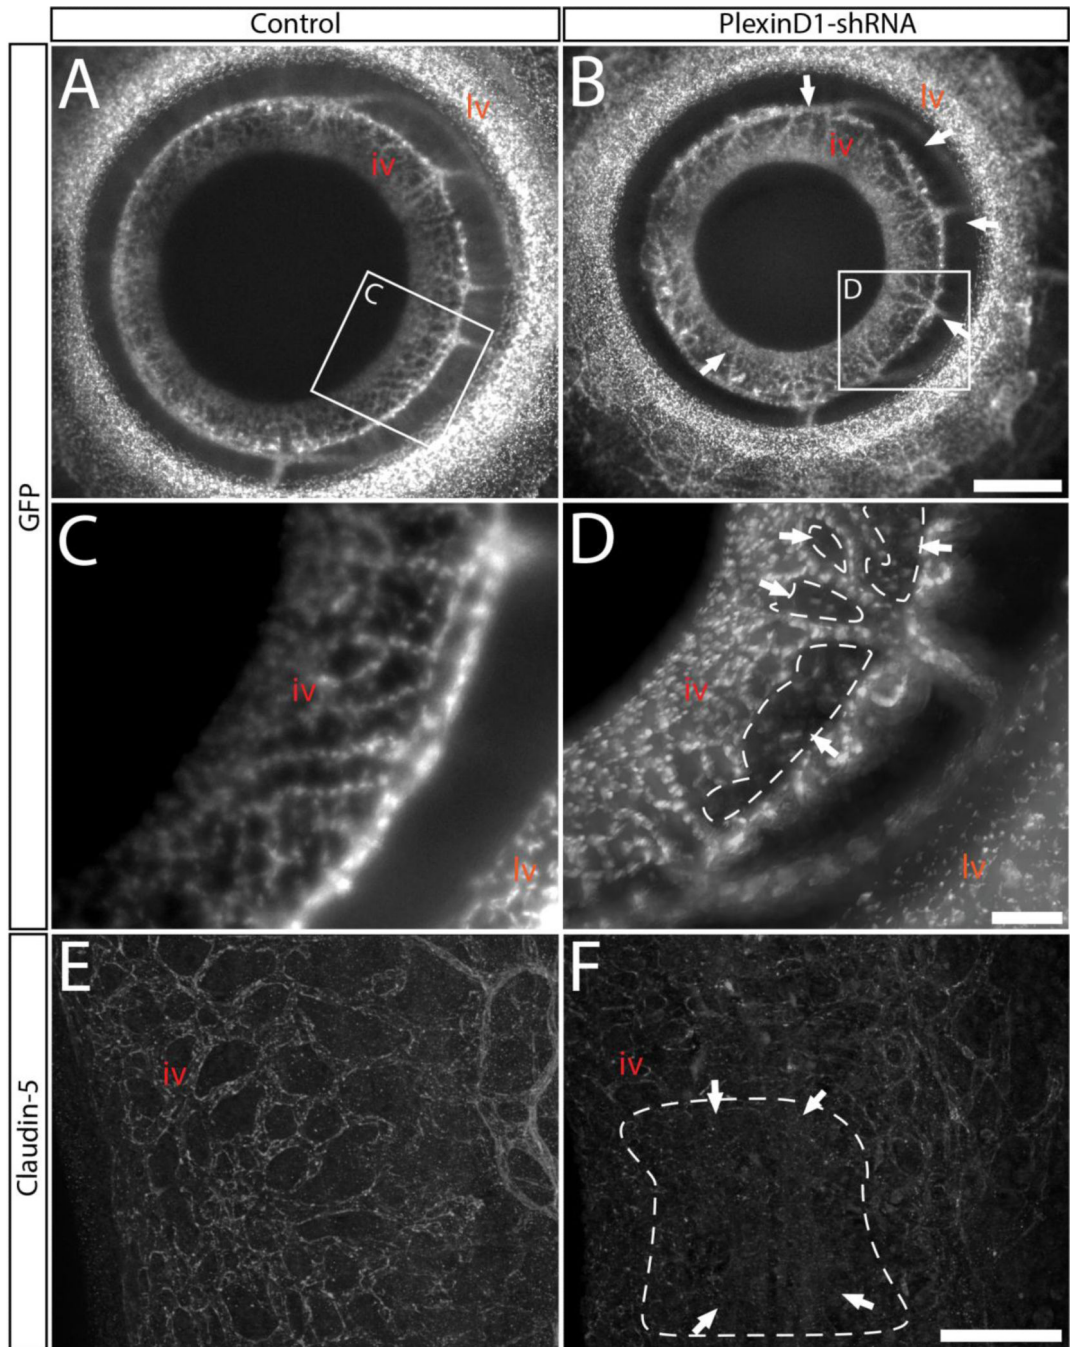 Control
PlexinD1-shRNA
GFP
A
lv
iv
C
B
lv
iv
D
C
iv
lv
D
iv
lv
Claudin-5
E
iv
F
iv